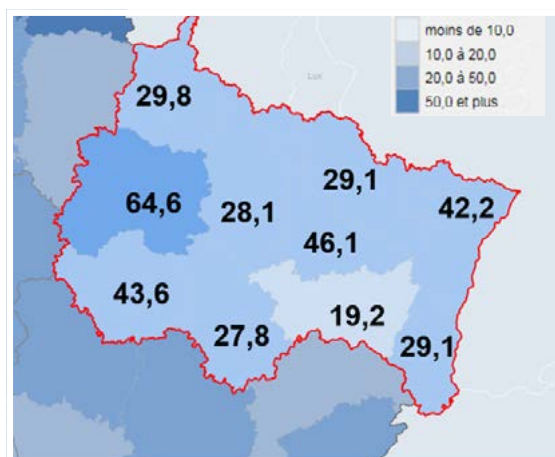 moins de 10,0
10,0 à 20,0
20,0 à 50,0
50,0 et plus
Lux
29,8
29,1
64,6
28,1
42,2
46,1
43,6
19,2
27,8
29,1